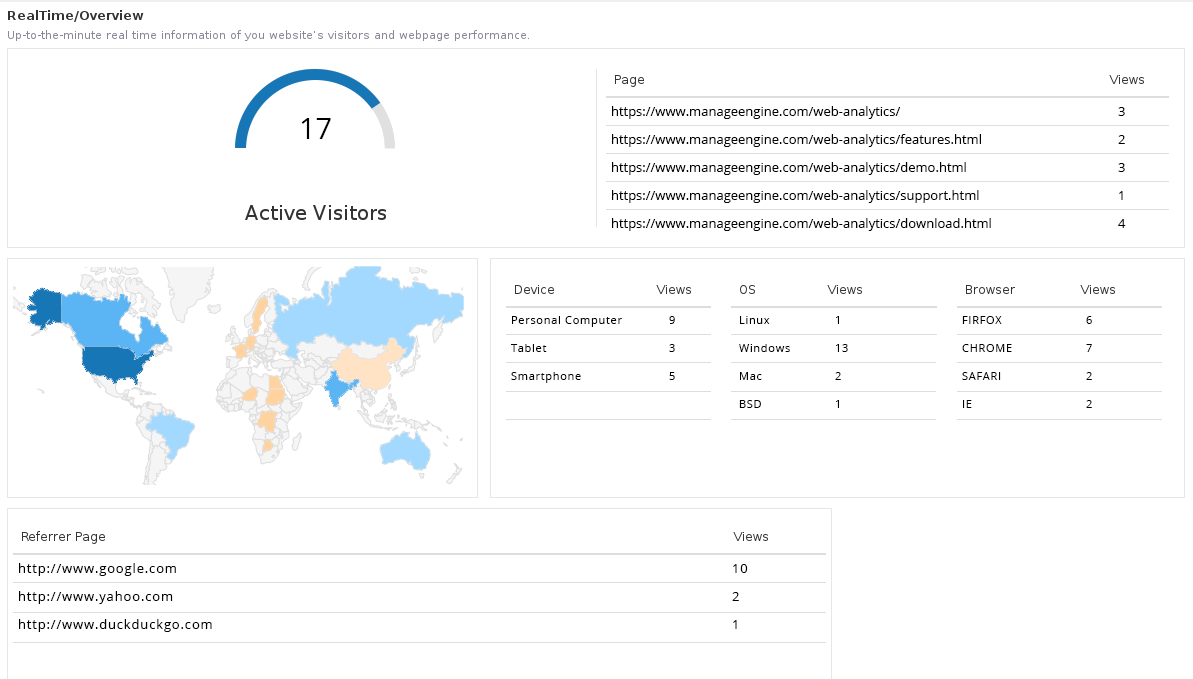 RealTime/Overview
Up-to-the-minute real time information of you website's visitors and webpage performance.
17
Active Visitors
Page Views
https://www.manageengine.com/web-analytics/ 3
https://www.manageengine.com/web-analytics/features.html 2
https://www.manageengine.com/web-analytics/demo.html 3
https://www.manageengine.com/web-analytics/support.html 1
https://www.manageengine.com/web-analytics/download.html 4
Device Views
Personal Computer 9
Tablet 3
Smartphone 5
OS Views
Linux 1
Windows 13
Mac 2
BSD 1
Browser Views
FIRFOX 6
CHROME 7
SAFARI 2
IE 2
Referrer Page Views
http://www.google.com 10
http://www.yahoo.com 2
http://www.duckduckgo.com 1